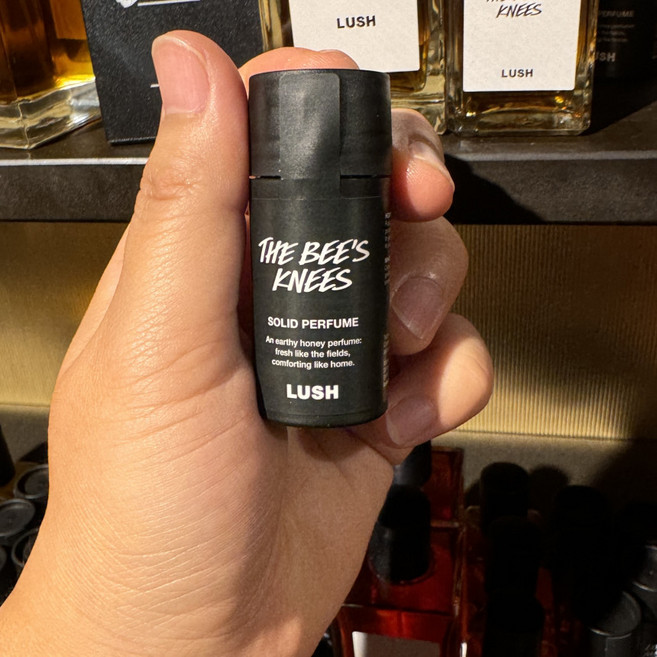 LUSH
KNEES
LUSH
PERFUME
THE BEE'S
KNEES
SOLID PERFUME
An earthy honey perfume:
fresh like the fields,
comforting like home.
LUSH